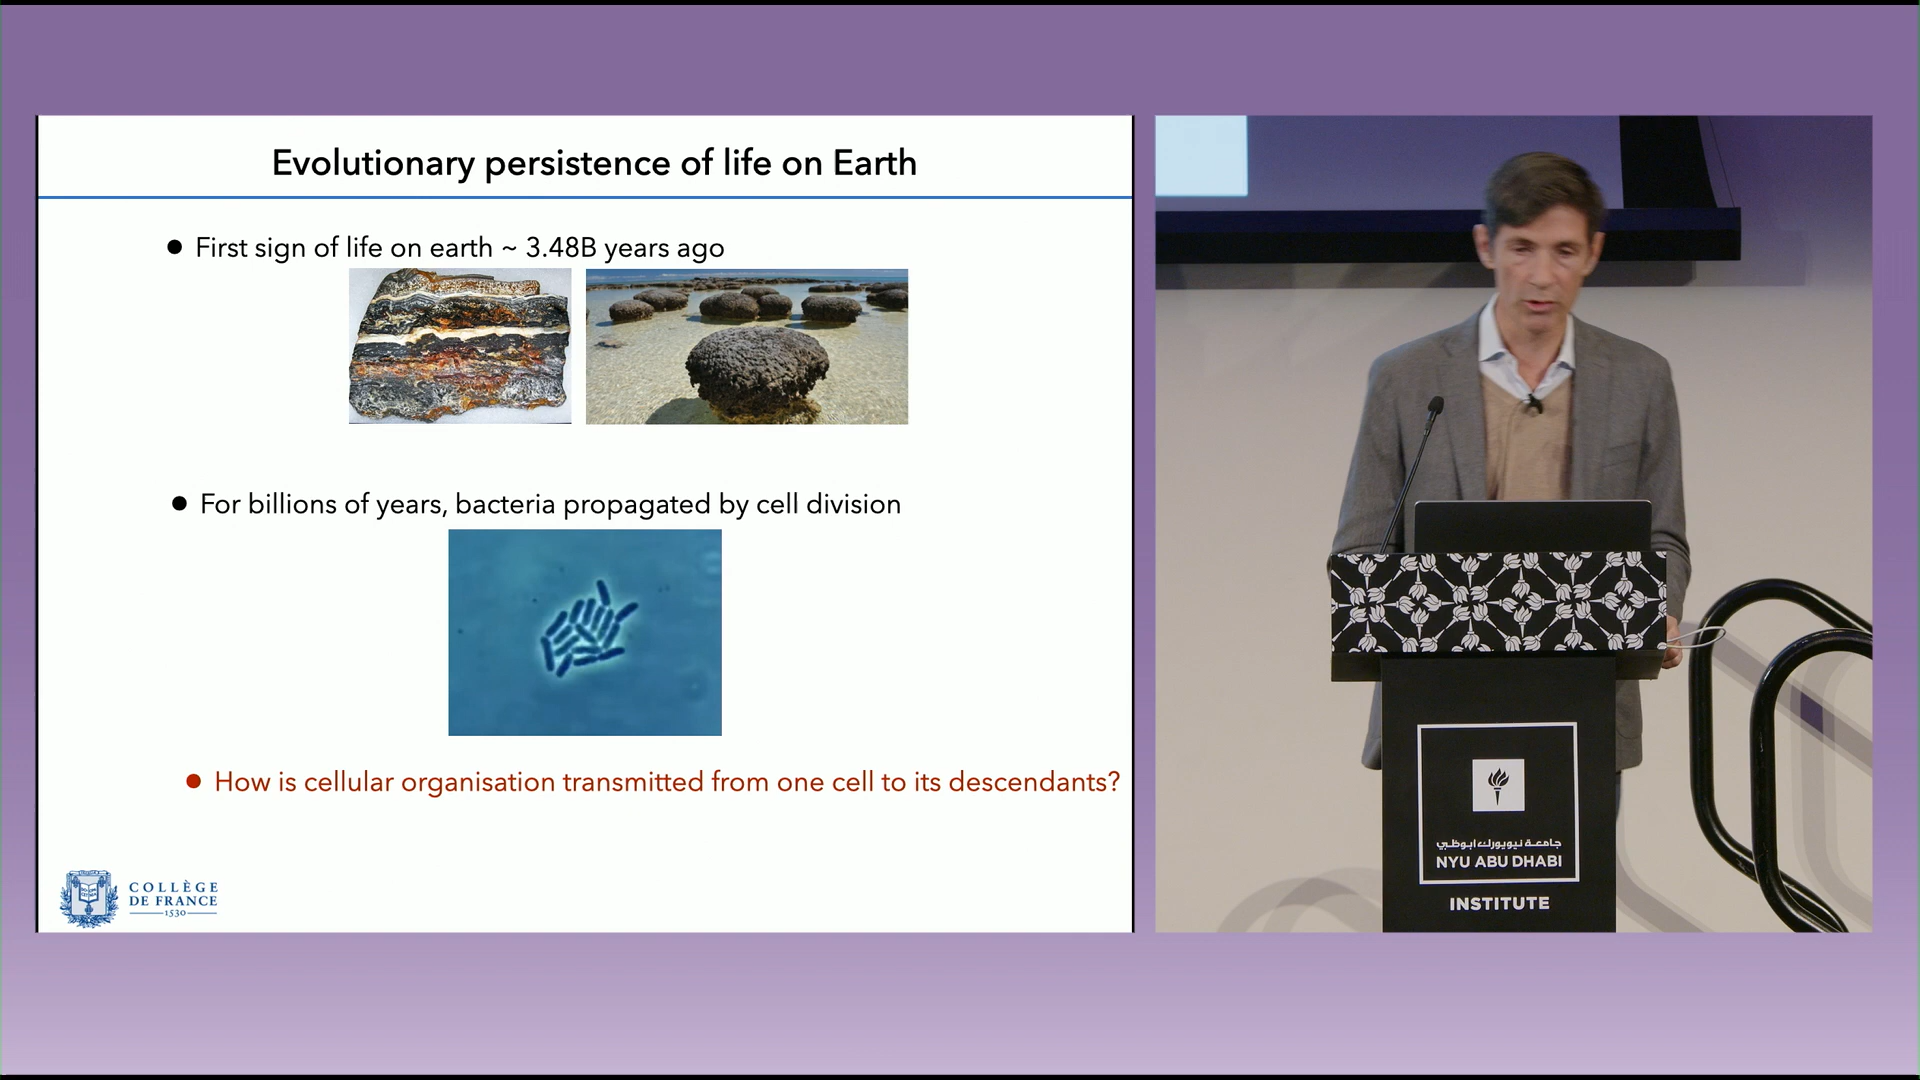 Evolutionary persistence of life on Earth
● First sign of life on earth ~ 3.48B years ago
● For billions of years, bacteria propagated by cell division
● How is cellular organisation transmitted from one cell to its descendants?
COLLÈGE
DE FRANCE
1530
جامعة نيويورك أبوظبي
NYU ABU DHABI
INSTITUTE